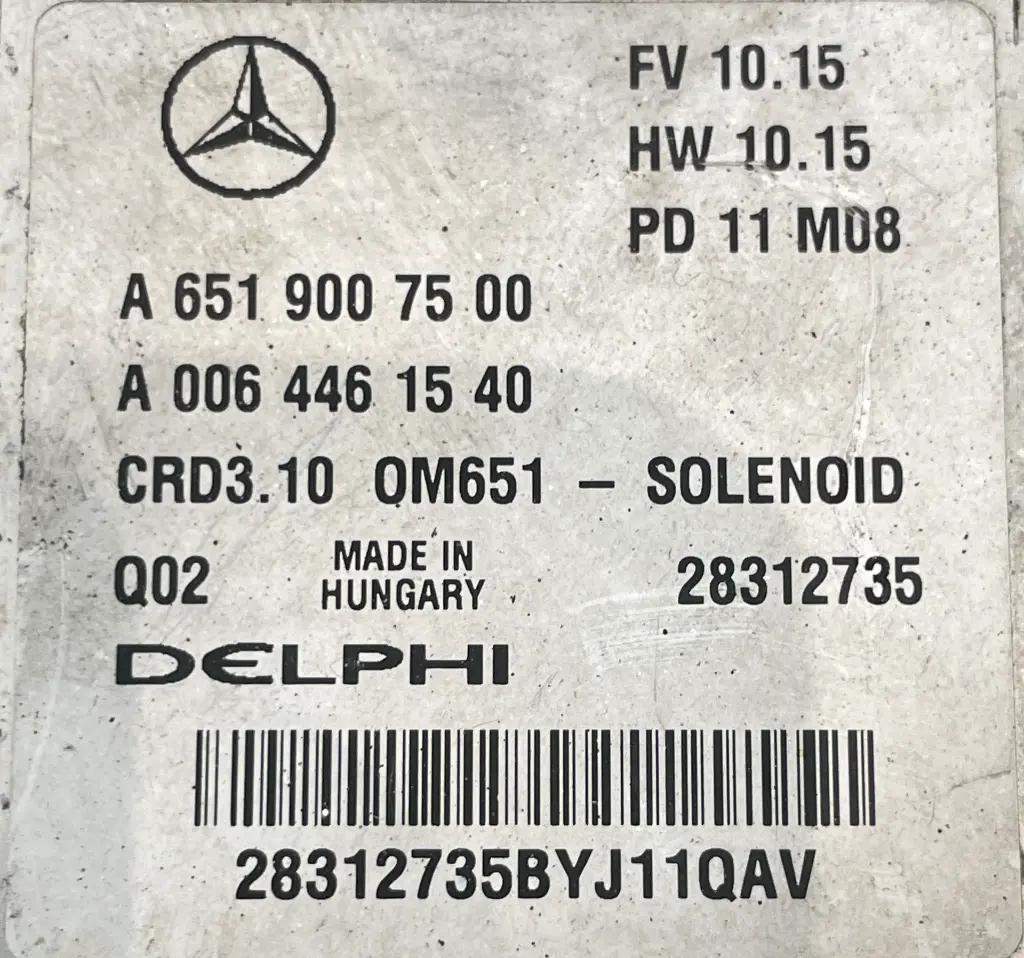 FV 10.15
HW 10.15
PD 11 M08
A 651 900 75 00
A 006 446 15 40
CRD3.10 OM651 – SOLENOID
Q02 MADE IN HUNGARY 28312735
DELPHI
28312735BYJ11QAV